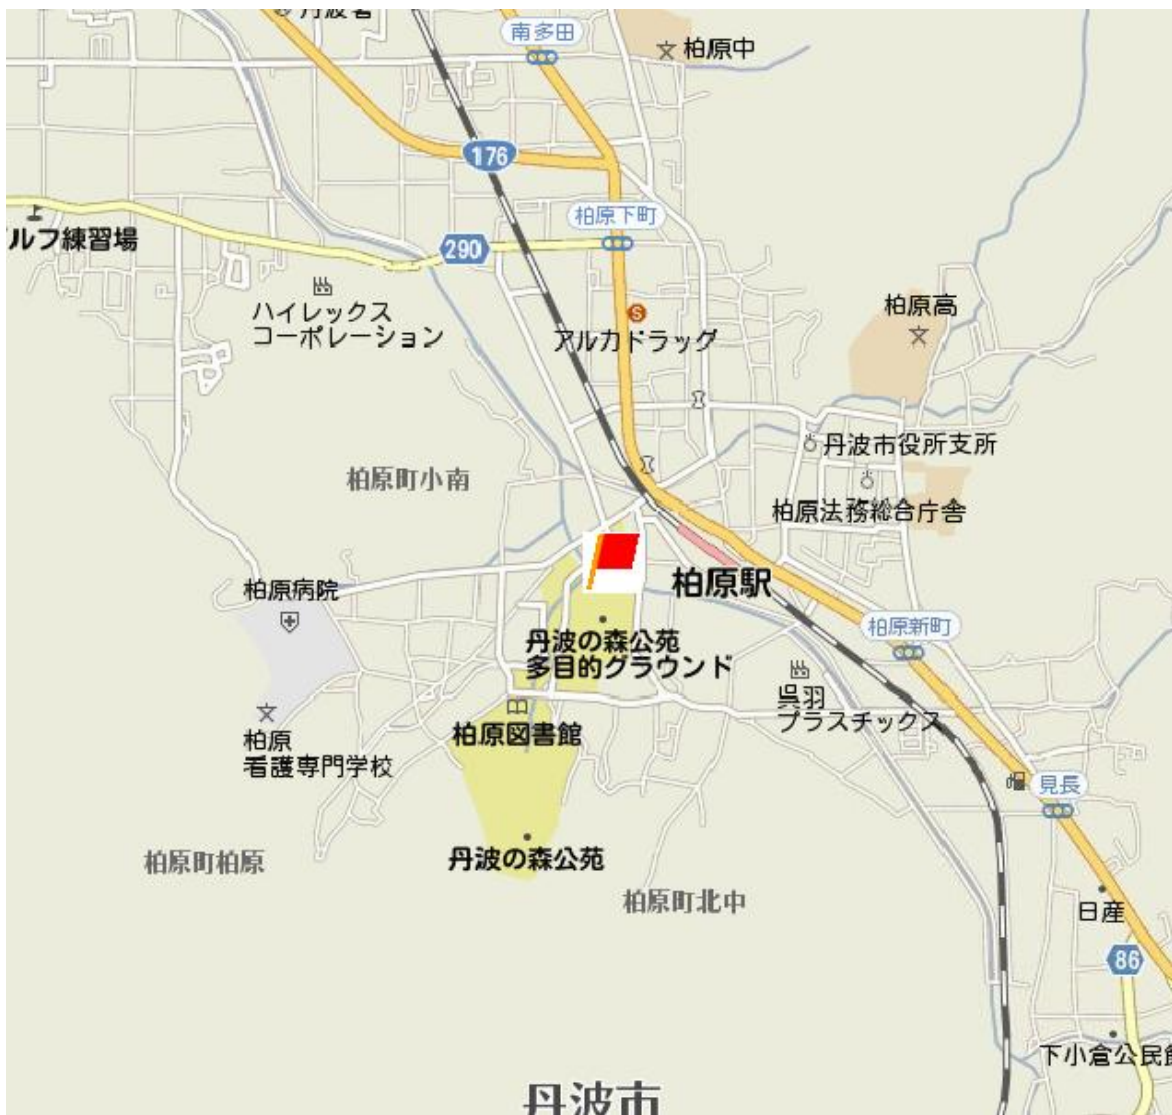 丹波署
南多田
柏原中
176
柏原下町
290
ルフ練習場
ハイレックス
コーポレーション
S
アルカドラッグ
柏原高
丹波市役所支所
柏原町小南
柏原法務総合庁舎
柏原駅
柏原病院
柏原新町
丹波の森公苑
多目的グラウンド
呉羽
プラスチックス
柏原図書館
柏原
看護専門学校
見長
柏原町柏原
丹波の森公苑
柏原町北中
日産
86
下小倉公民館
丹波市